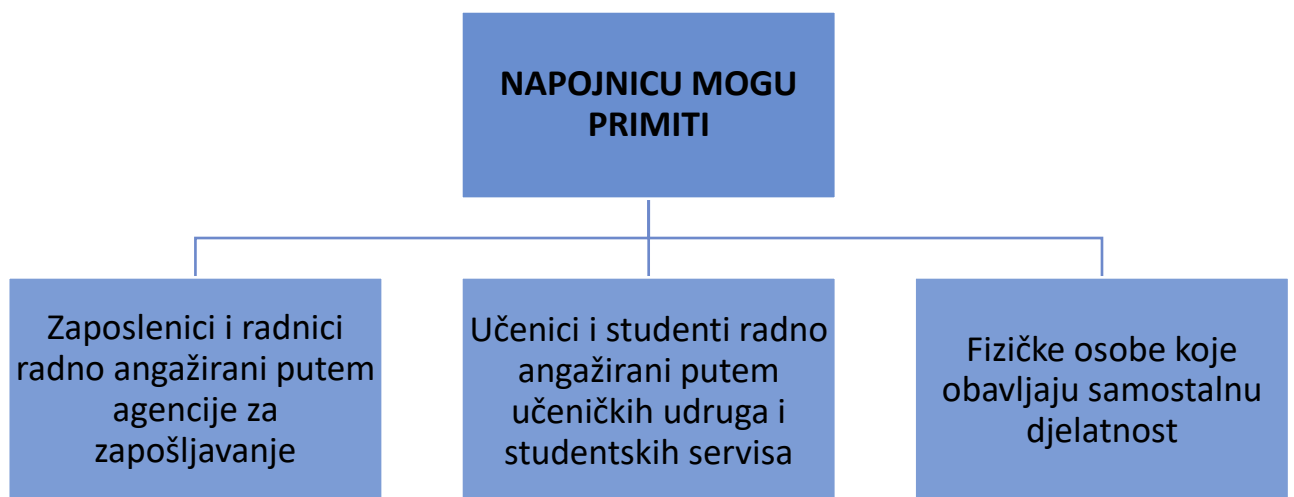 NAPOJNICU MOGU
PRIMITI
Zaposlenici i radnici
radno angažirani putem
agencije za
zapošljavanje
Učenici i studenti radno
angažirani putem
učeničkih udruga i
studentskih servisa
Fizičke osobe koje
obavljaju samostalnu
djelatnost